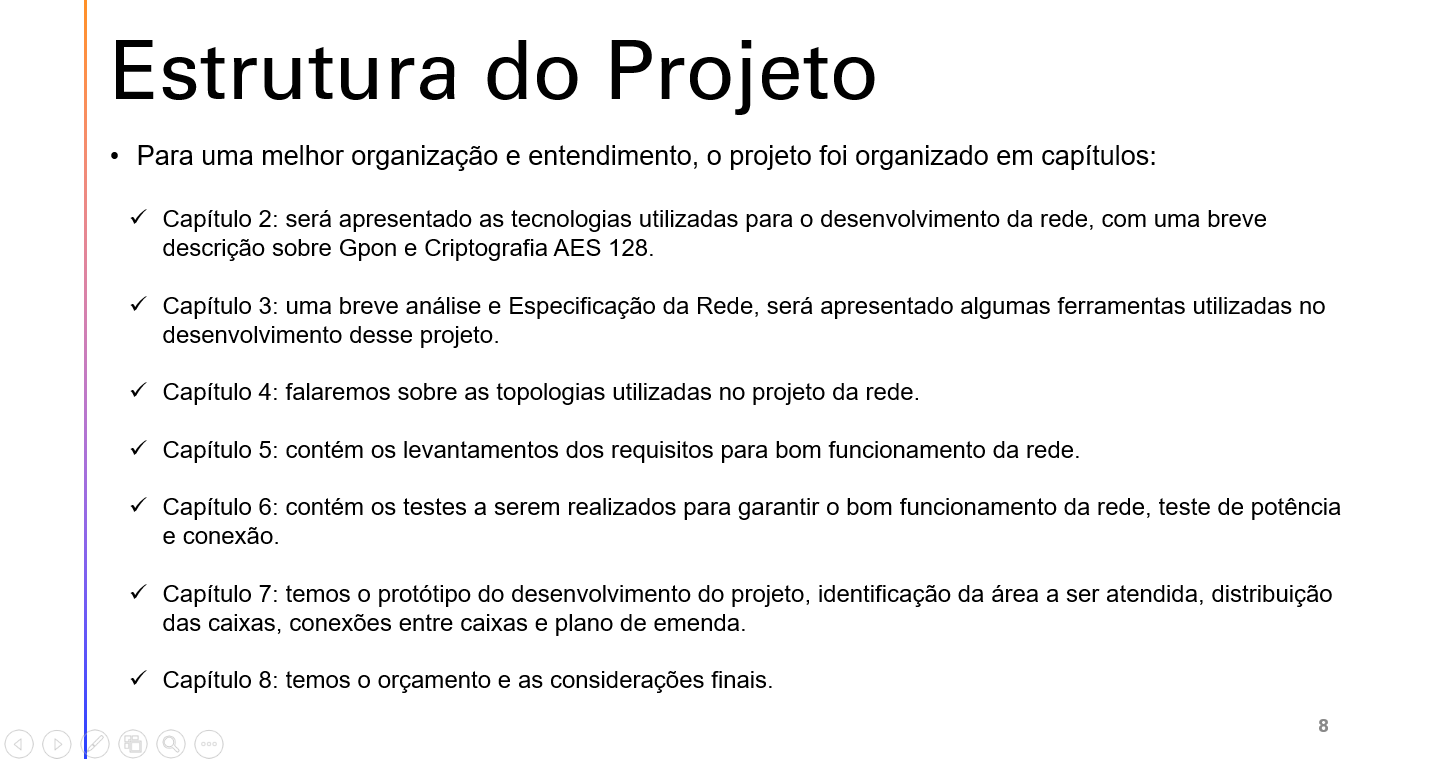 Estrutura do Projeto
• Para uma melhor organização e entendimento, o projeto foi organizado em capítulos:
✓ Capítulo 2: será apresentado as tecnologias utilizadas para o desenvolvimento da rede, com uma breve
descrição sobre Gpon e Criptografia AES 128.
✓ Capítulo 3: uma breve análise e Especificação da Rede, será apresentado algumas ferramentas utilizadas no
desenvolvimento desse projeto.
✓ Capítulo 4: falaremos sobre as topologias utilizadas no projeto da rede.
✓ Capítulo 5: contém os levantamentos dos requisitos para bom funcionamento da rede.
✓ Capítulo 6: contém os testes a serem realizados para garantir o bom funcionamento da rede, teste de potência
e conexão.
✓ Capítulo 7: temos o protótipo do desenvolvimento do projeto, identificação da área a ser atendida, distribuição
das caixas, conexões entre caixas e plano de emenda.
✓ Capítulo 8: temos o orçamento e as considerações finais.
8